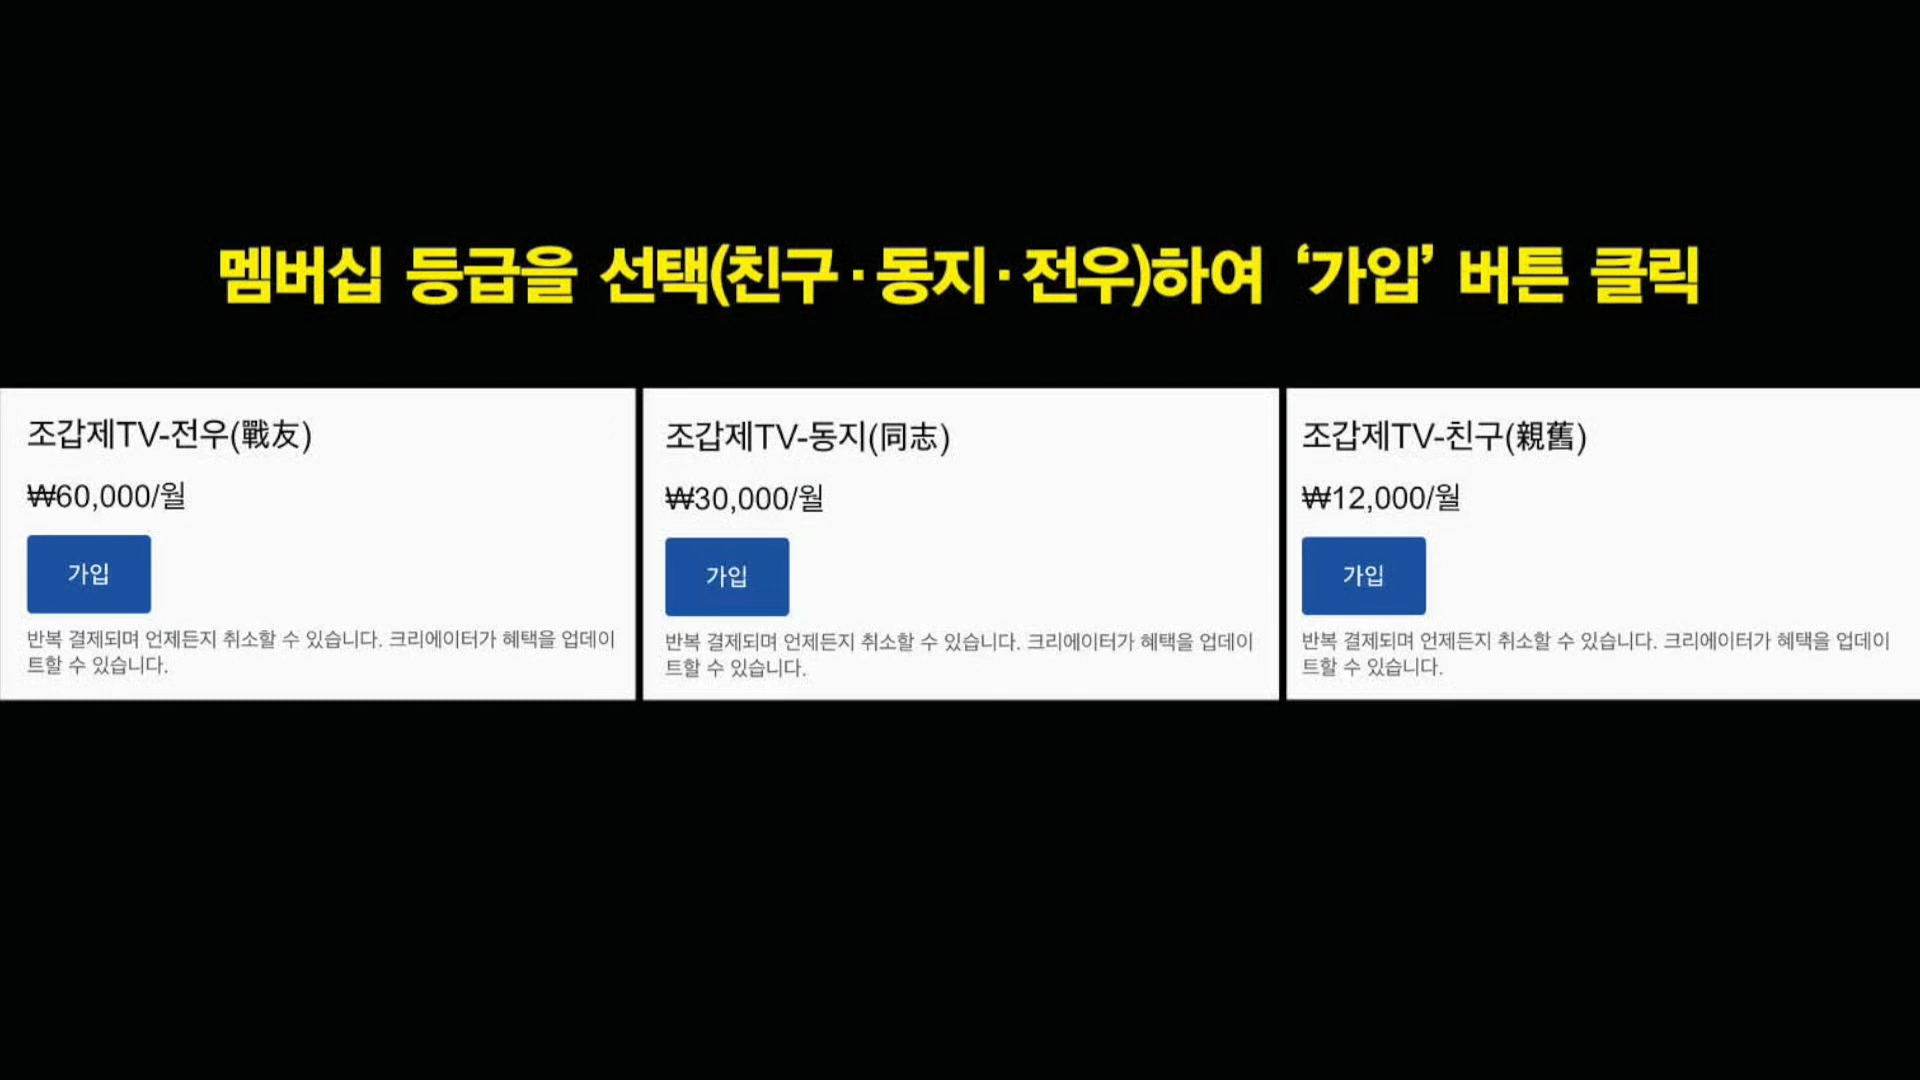 멤버십 등급을 선택(친구·동지·전우)하여 ‘가입’ 버튼 클릭
조갑제TV-전우(戰友)
₩60,000/월
가입
반복 결제되며 언제든지 취소할 수 있습니다. 크리에이터가 혜택을 업데이
트할 수 있습니다.
조갑제TV-동지(同志)
₩30,000/월
가입
반복 결제되며 언제든지 취소할 수 있습니다. 크리에이터가 혜택을 업데이
트할 수 있습니다.
조갑제TV-친구(親舊)
₩12,000/월
가입
반복 결제되며 언제든지 취소할 수 있습니다. 크리에이터가 혜택을 업데이
트할 수 있습니다.